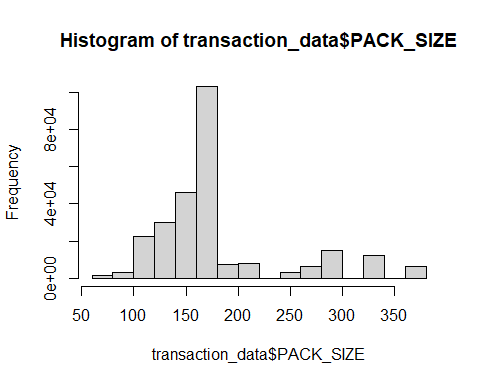 Histogram of transaction_data$PACK_SIZE
Frequency
8e+04
4e+04
0e+00
50 100 150 200 250 300 350
transaction_data$PACK_SIZE